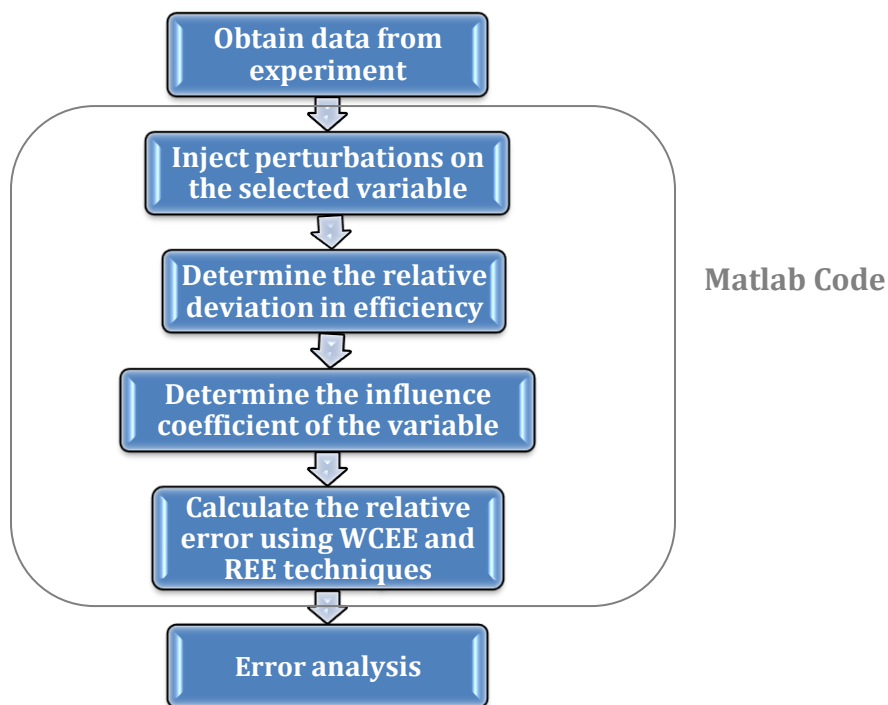 Obtain data from
experiment
Inject perturbations on
the selected variable
Determine the relative
deviation in efficiency
Matlab Code
Determine the influence
coefficient of the variable
Calculate the relative
error using WCEE and
REE techniques
Error analysis